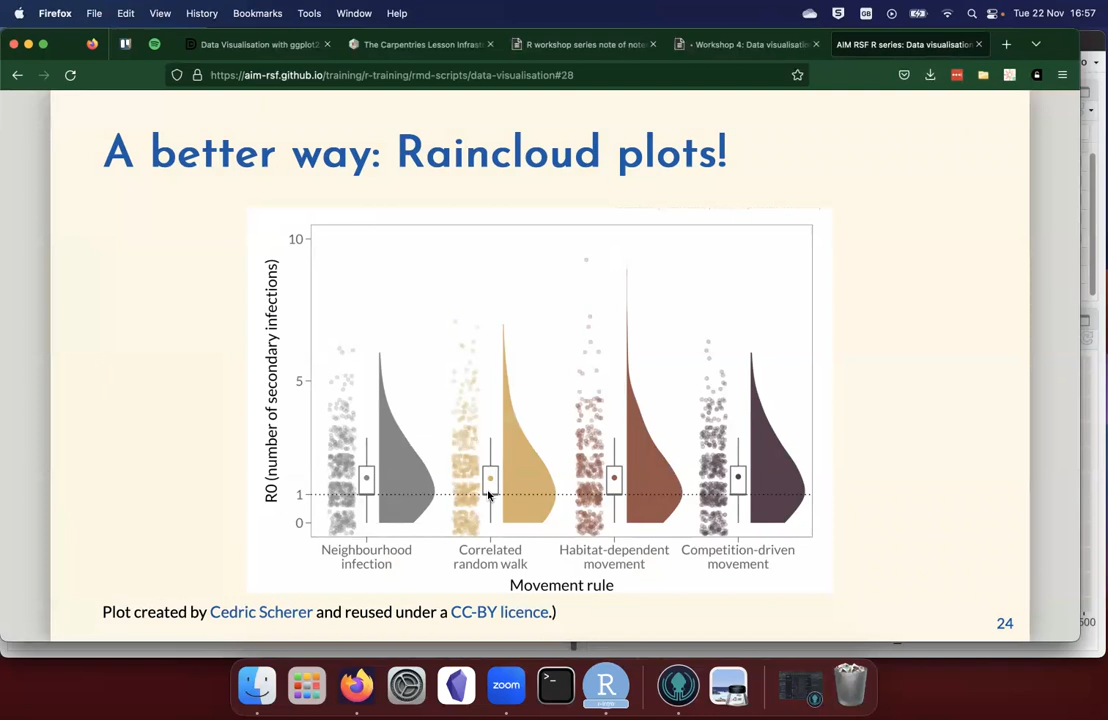 Firefox File Edit View History Bookmarks Tools Window Help Tue 22 Nov 16:57
Data Visualisation with ggplot2 The Carpentries Lesson Infrast R workshop series note of note Workshop 4: Data visualisatio AIM RSF R series: Data visualisation
https://aim-rsf.github.io/training/r-training/rmd-scripts/data-visualisation#28
A better way: Raincloud plots!
R0 (number of secondary infections)
10
5
1
0
Neighbourhood infection
Correlated random walk
Habitat-dependent movement
Competition-driven movement
Movement rule
Plot created by Cedric Scherer and reused under a CC-BY licence.)
24
zoom
R